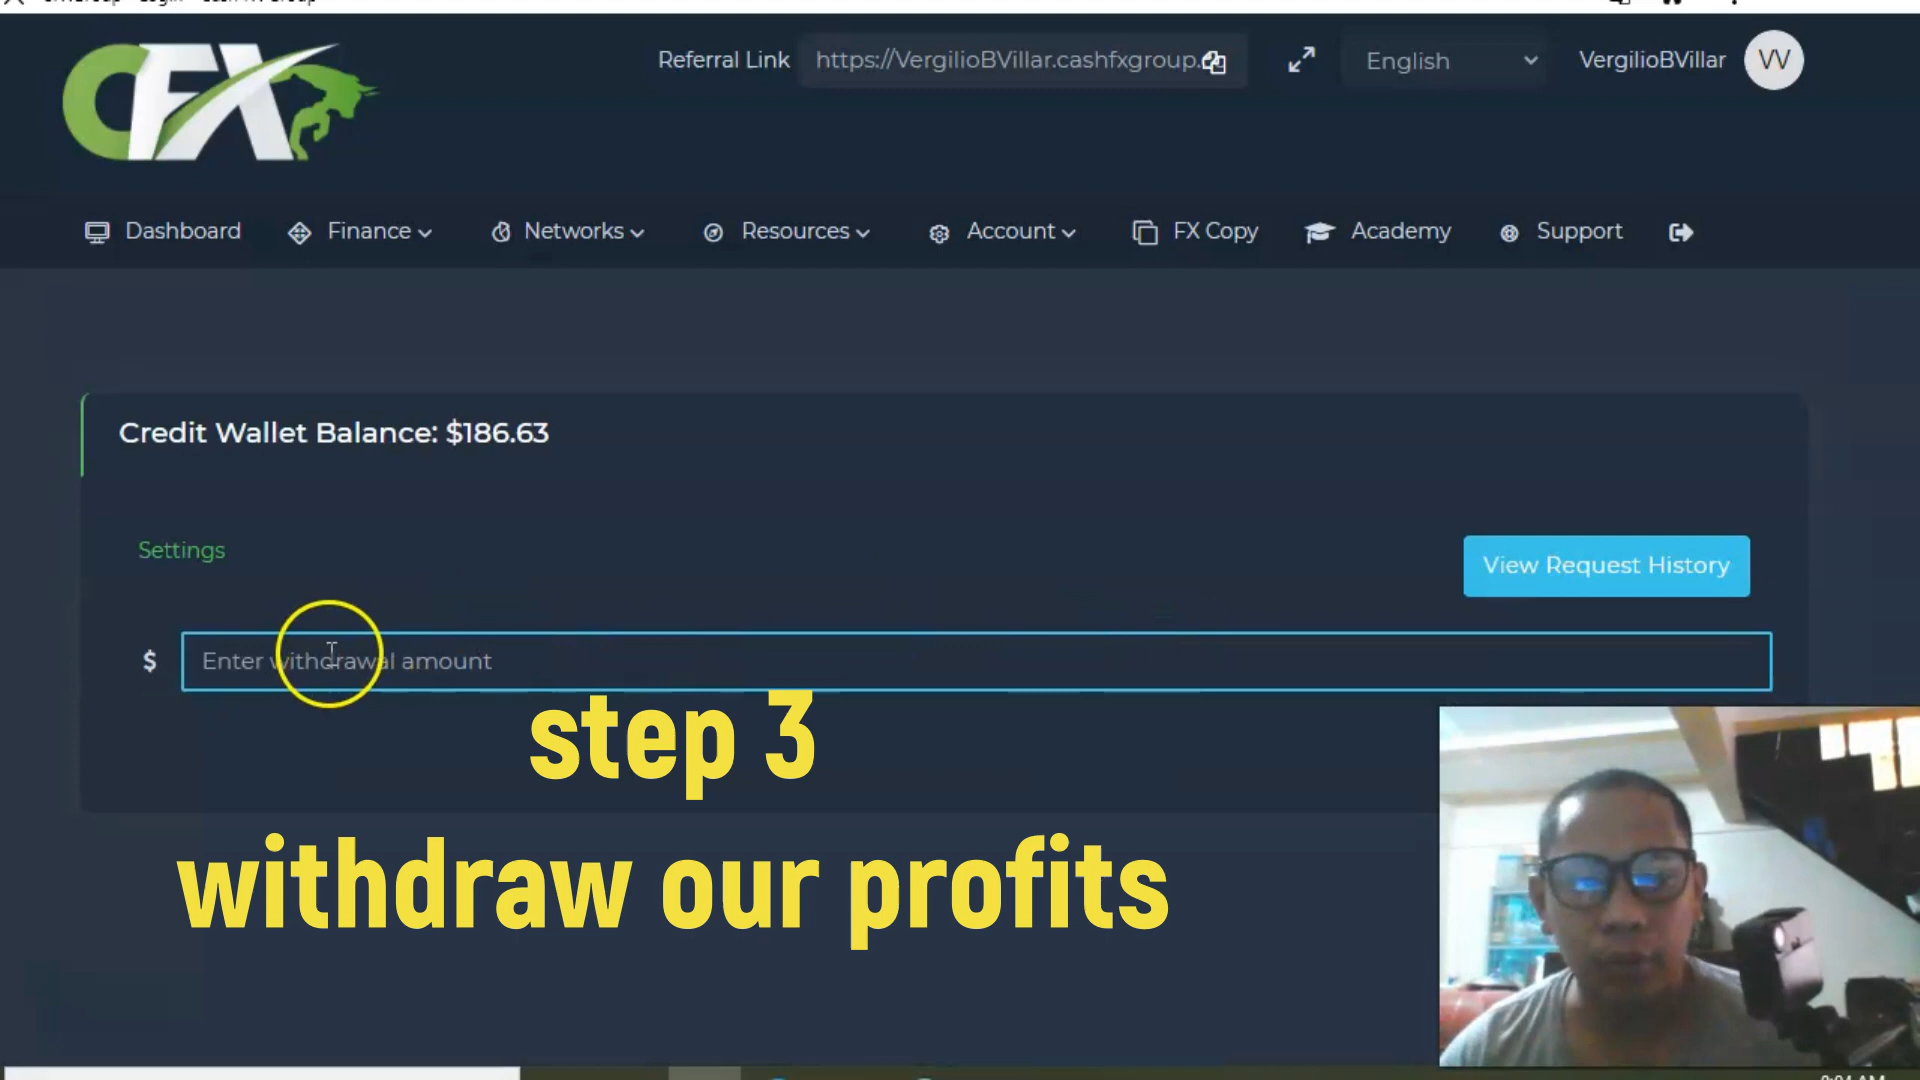 CFX
Referral Link https://VergilioBVillar.cashfxgroup. English VergilioBVillar VV
Dashboard Finance Networks Resources Account FX Copy Academy Support
Credit Wallet Balance: $186.63
Settings
View Request History
$ Enter withdrawal amount
step 3
withdraw our profits